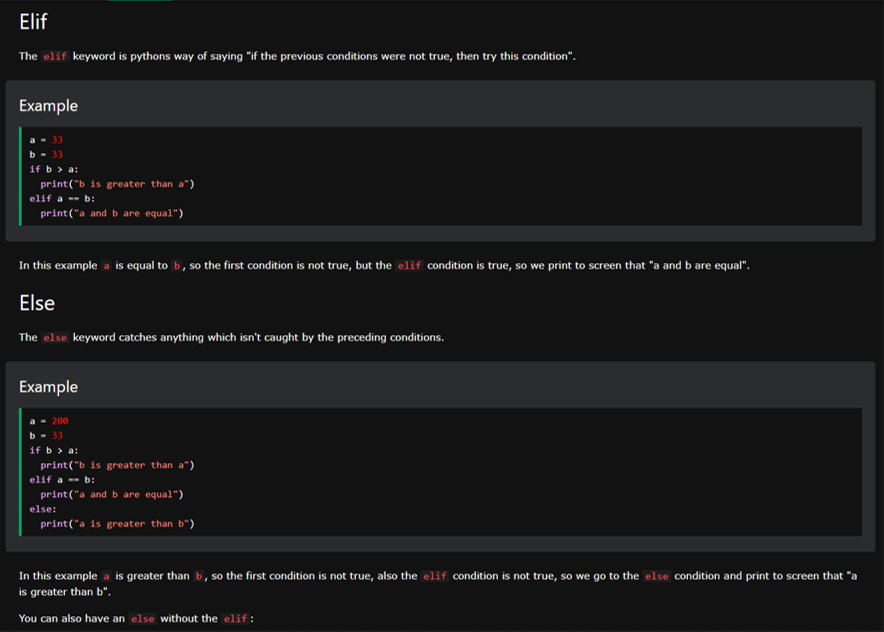 Elif
The elif keyword is pythons way of saying "if the previous conditions were not true, then try this condition".
Example
a = 33
b = 33
if b > a:
  print("b is greater than a")
elif a == b:
  print("a and b are equal")
In this example a is equal to b, so the first condition is not true, but the elif condition is true, so we print to screen that "a and b are equal".
Else
The else keyword catches anything which isn't caught by the preceding conditions.
Example
a = 200
b = 33
if b > a:
  print("b is greater than a")
elif a == b:
  print("a and b are equal")
else:
  print("a is greater than b")
In this example a is greater than b, so the first condition is not true, also the elif condition is not true, so we go to the else condition and print to screen that "a
is greater than b".
You can also have an else without the elif: